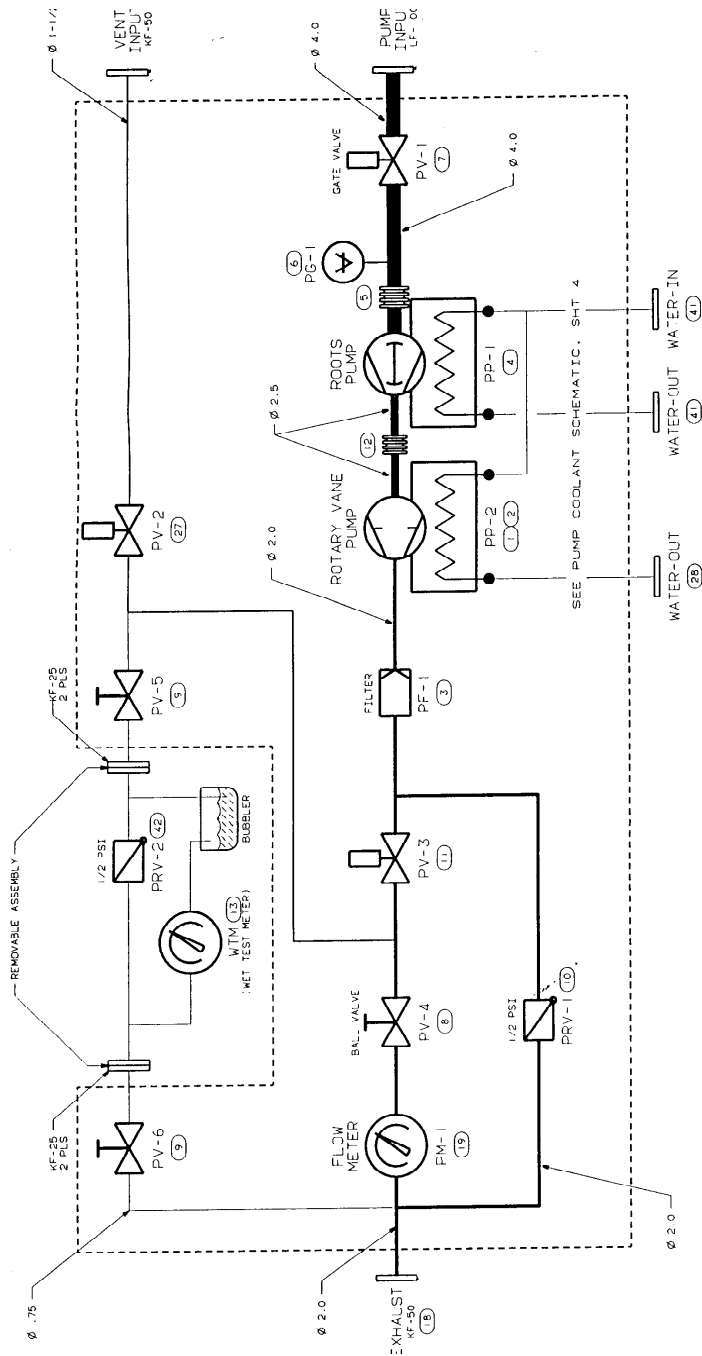 Ø .75
KF-25
2 PLS
REMOVABLE ASSEMBLY
KF-25
2 PLS
Ø 1-1/
VENT
INPU
KF-50
PV-6
9
1/2 PSI
PRV-2
42
PV-5
9
PV-2
27
WTM
13
(WET TEST METER)
BUBBLER
Ø 2.0
EXHAUST
KF-50
18
FLOW
METER
PM-1
19
BALL VALVE
PV-4
8
PV-3
11
FILTER
PF-1
3
Ø 2.0
ROTARY VANE
PUMP
PP-2
1
2
Ø 2.5
12
ROOTS
PUMP
PP-1
4
5
6
PG-1
GATE VALVE
PV-1
7
Ø 4.0
Ø 4.0
PUMP
INPU
1/2 PSI
PRV-1
10
SEE PUMP COOLANT SCHEMATIC, SHT 4
Ø 2.0
WATER-OUT
28
WATER-OUT
41
WATER-IN
41